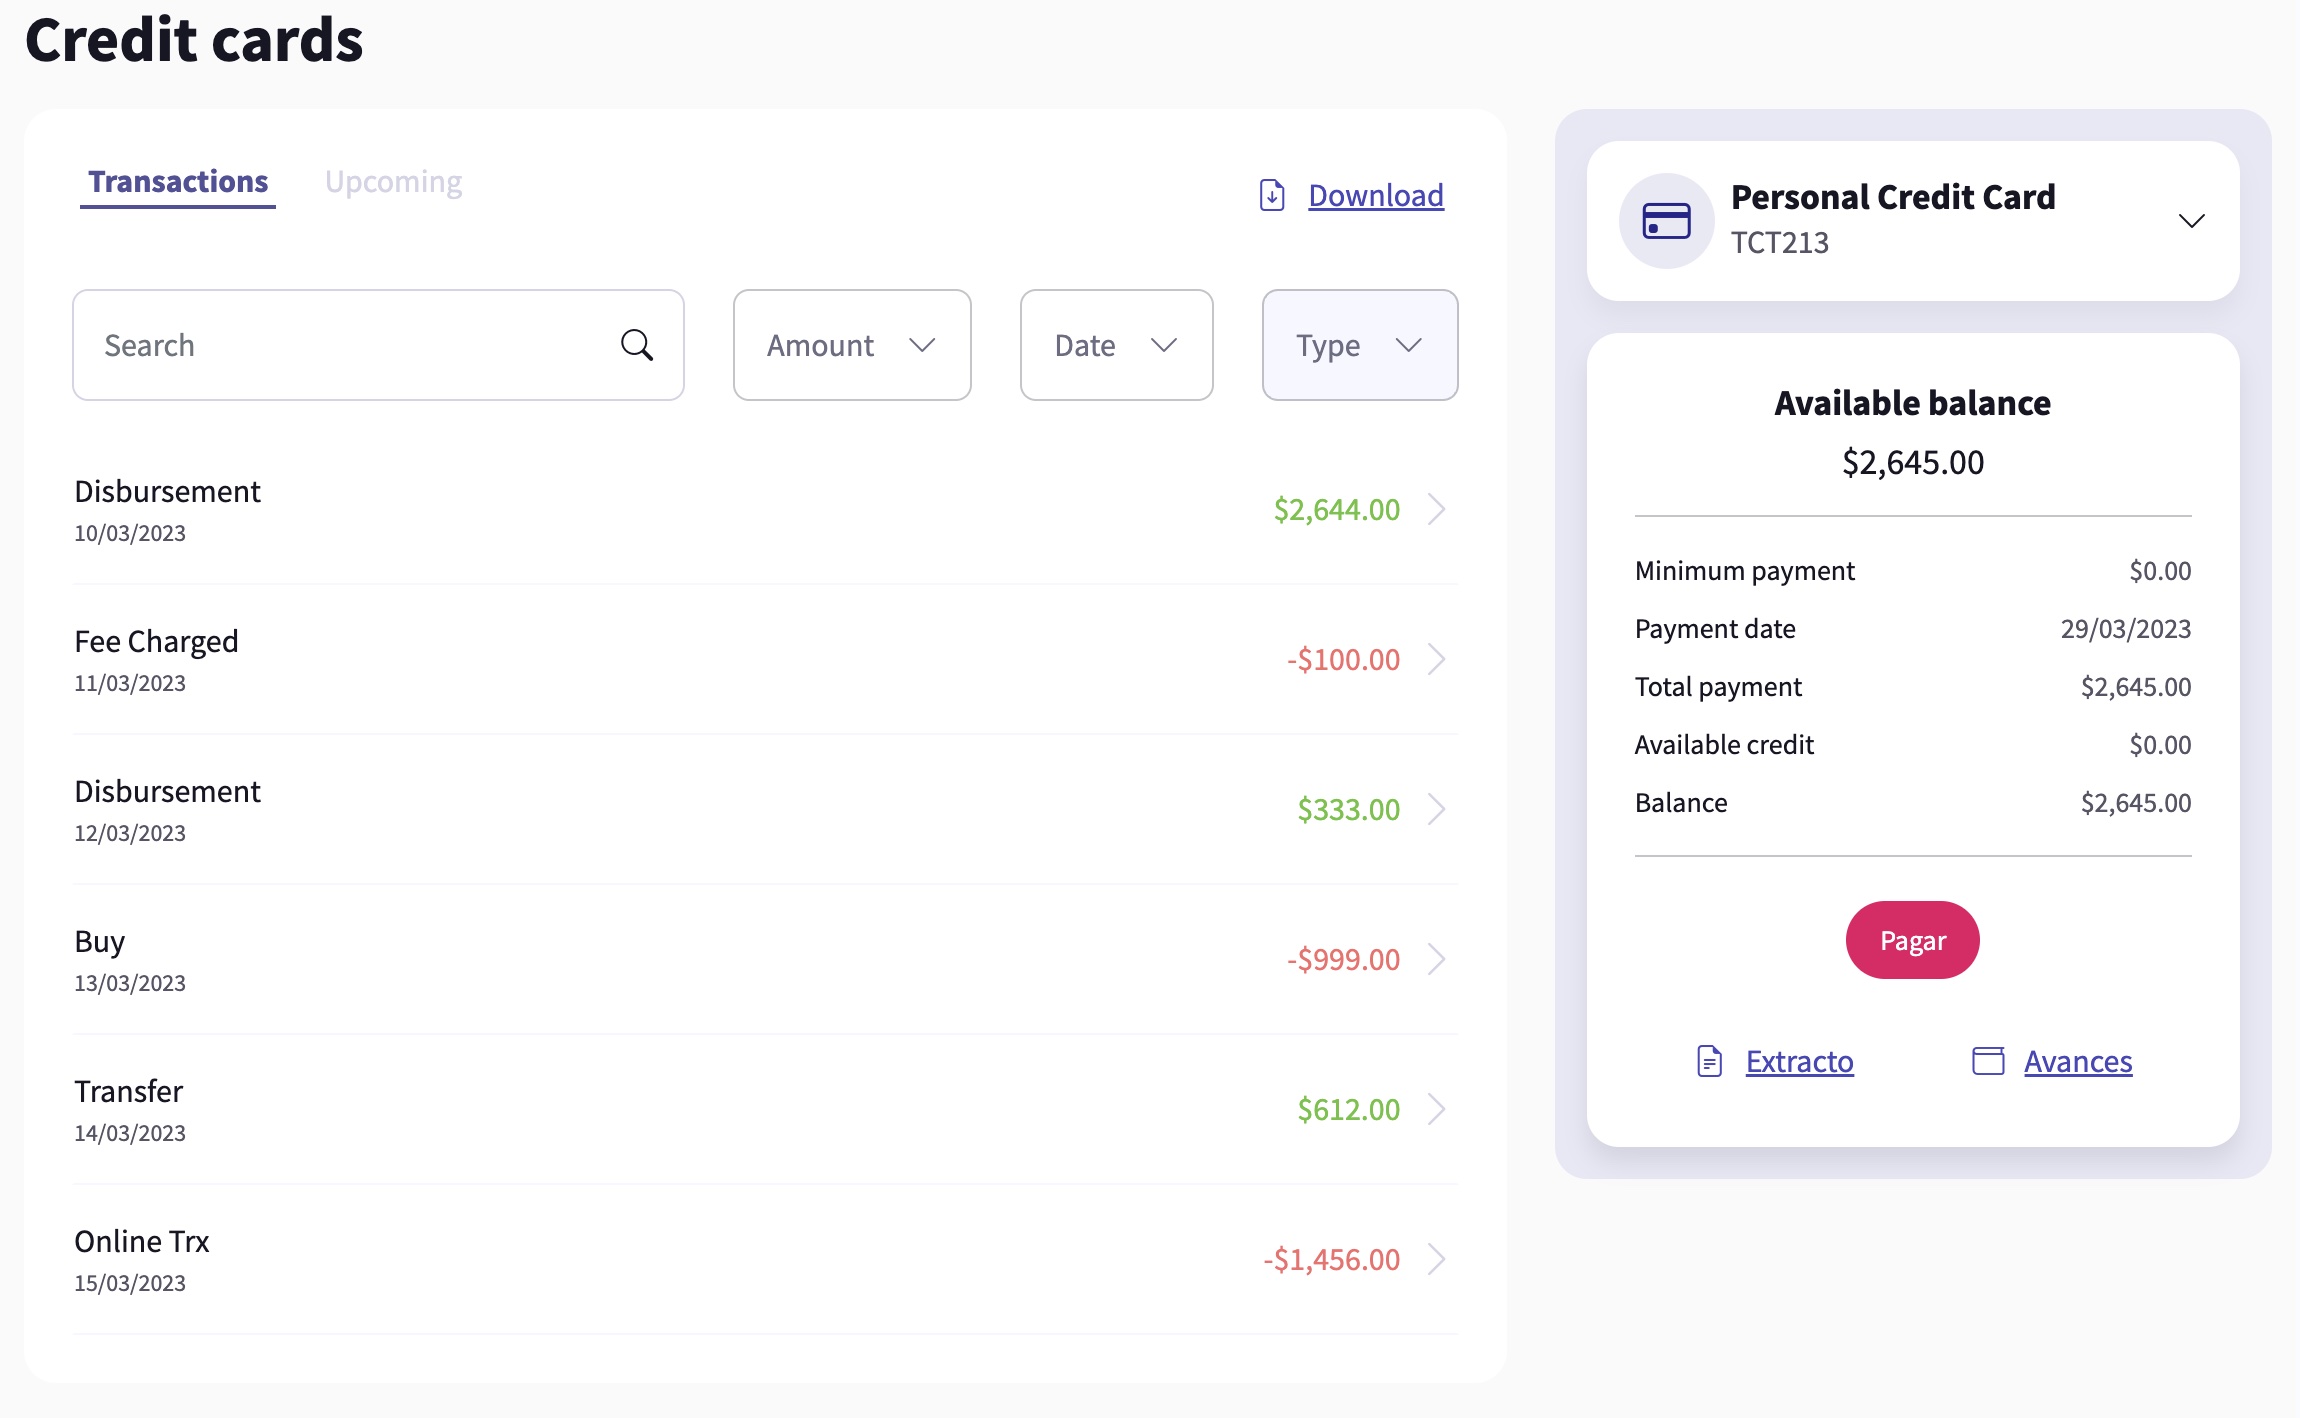 Credit cards
Transactions
Upcoming
Download
Search
Amount
Date
Type
Disbursement
10/03/2023
$2,644.00
Fee Charged
11/03/2023
-$100.00
Disbursement
12/03/2023
$333.00
Buy
13/03/2023
-$999.00
Transfer
14/03/2023
$612.00
Online Trx
15/03/2023
-$1,456.00
Personal Credit Card
TCT213
Available balance
$2,645.00
Minimum payment $0.00
Payment date 29/03/2023
Total payment $2,645.00
Available credit $0.00
Balance $2,645.00
Pagar
Extracto
Avances